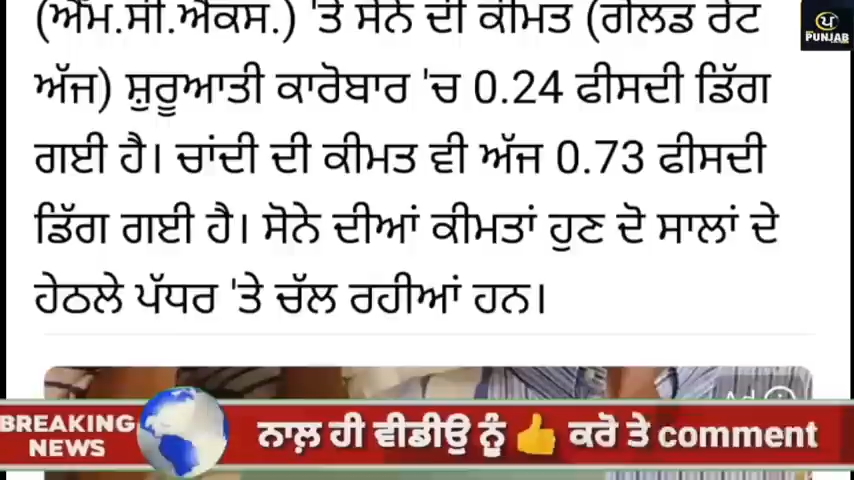 (ਐੱਮ.ਸੀ.ਐਕਸ.) 'ਤੇ ਸੋਨੇ ਦੀ ਕੀਮਤ (ਗੋਲਡ ਰੇਟ
ਅੱਜ) ਸ਼ੁਰੂਆਤੀ ਕਾਰੋਬਾਰ 'ਚ 0.24 ਫੀਸਦੀ ਡਿੱਗ
ਗਈ ਹੈ। ਚਾਂਦੀ ਦੀ ਕੀਮਤ ਵੀ ਅੱਜ 0.73 ਫੀਸਦੀ
ਡਿੱਗ ਗਈ ਹੈ। ਸੋਨੇ ਦੀਆਂ ਕੀਮਤਾਂ ਹੁਣ ਦੋ ਸਾਲਾਂ ਦੇ
ਹੇਠਲੇ ਪੱਧਰ 'ਤੇ ਚੱਲ ਰਹੀਆਂ ਹਨ।
ਪ
PUNJAB
Ad
BREAKING
NEWS
ਨਾਲ਼ ਹੀ ਵੀਡੀਉ ਨੂੰ 👍 ਕਰੋ ਤੇ comment